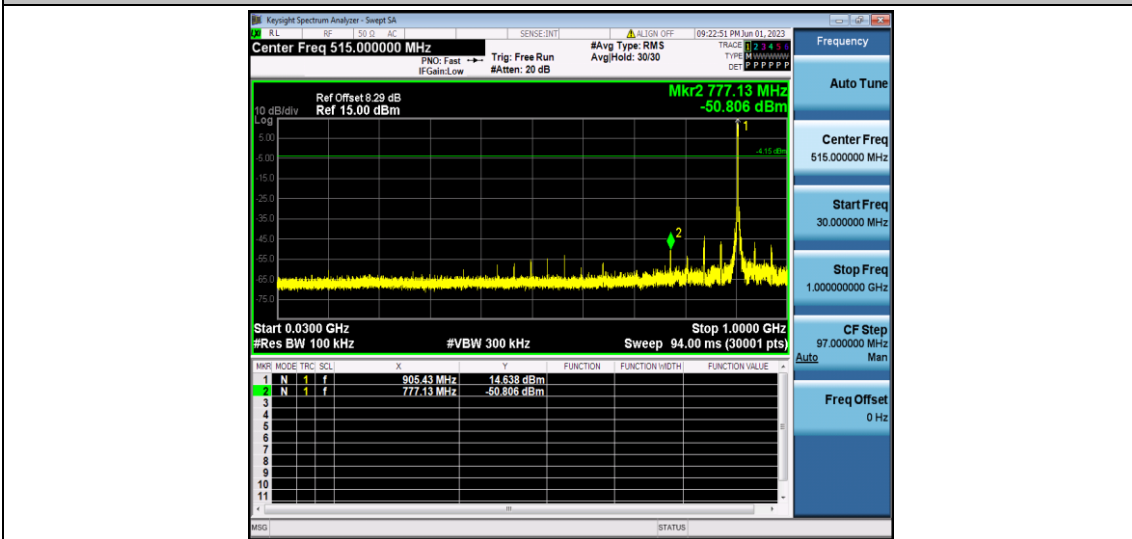 Keysight Spectrum Analyzer - Swept SA
RL RF 50 Ω AC SENSE:INT ALIGN OFF 09:22:51 PM Jun 01, 2023
Center Freq 515.000000 MHz
PNO: Fast
IFGain:Low
Trig: Free Run
#Atten: 20 dB
#Avg Type: RMS
Avg|Hold: 30/30
TRACE 1 2 3 4 5 6
TYPE M WWWWW
DET P P P P P P
Mkr2 777.13 MHz
-50.806 dBm
Ref Offset 8.29 dB
10 dB/div Ref 15.00 dBm
Log
5.00
-5.00
-15.0
-25.0
-35.0
-45.0
-55.0
-65.0
-75.0
1
-4.15 dBm
2
Start 0.0300 GHz Stop 1.0000 GHz
#Res BW 100 kHz #VBW 300 kHz Sweep 94.00 ms (30001 pts)
MKR MODE TRC SCL X Y FUNCTION FUNCTION WIDTH FUNCTION VALUE
1 N 1 f 905.43 MHz 14.638 dBm
2 N 1 f 777.13 MHz -50.806 dBm
3
4
5
6
7
8
9
10
11
MSG STATUS
Frequency
Auto Tune
Center Freq
515.000000 MHz
Start Freq
30.000000 MHz
Stop Freq
1.000000000 GHz
CF Step
97.000000 MHz
Auto Man
Freq Offset
0 Hz